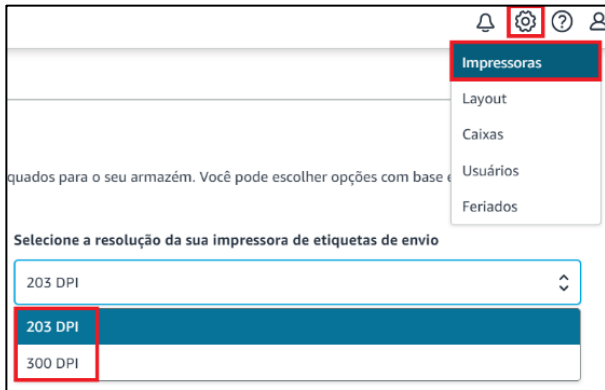 Impressoras
Layout
Caixas
Usuários
Feriados
quados para o seu armazém. Você pode escolher opções com base
Selecione a resolução da sua impressora de etiquetas de envio
203 DPI
203 DPI
300 DPI